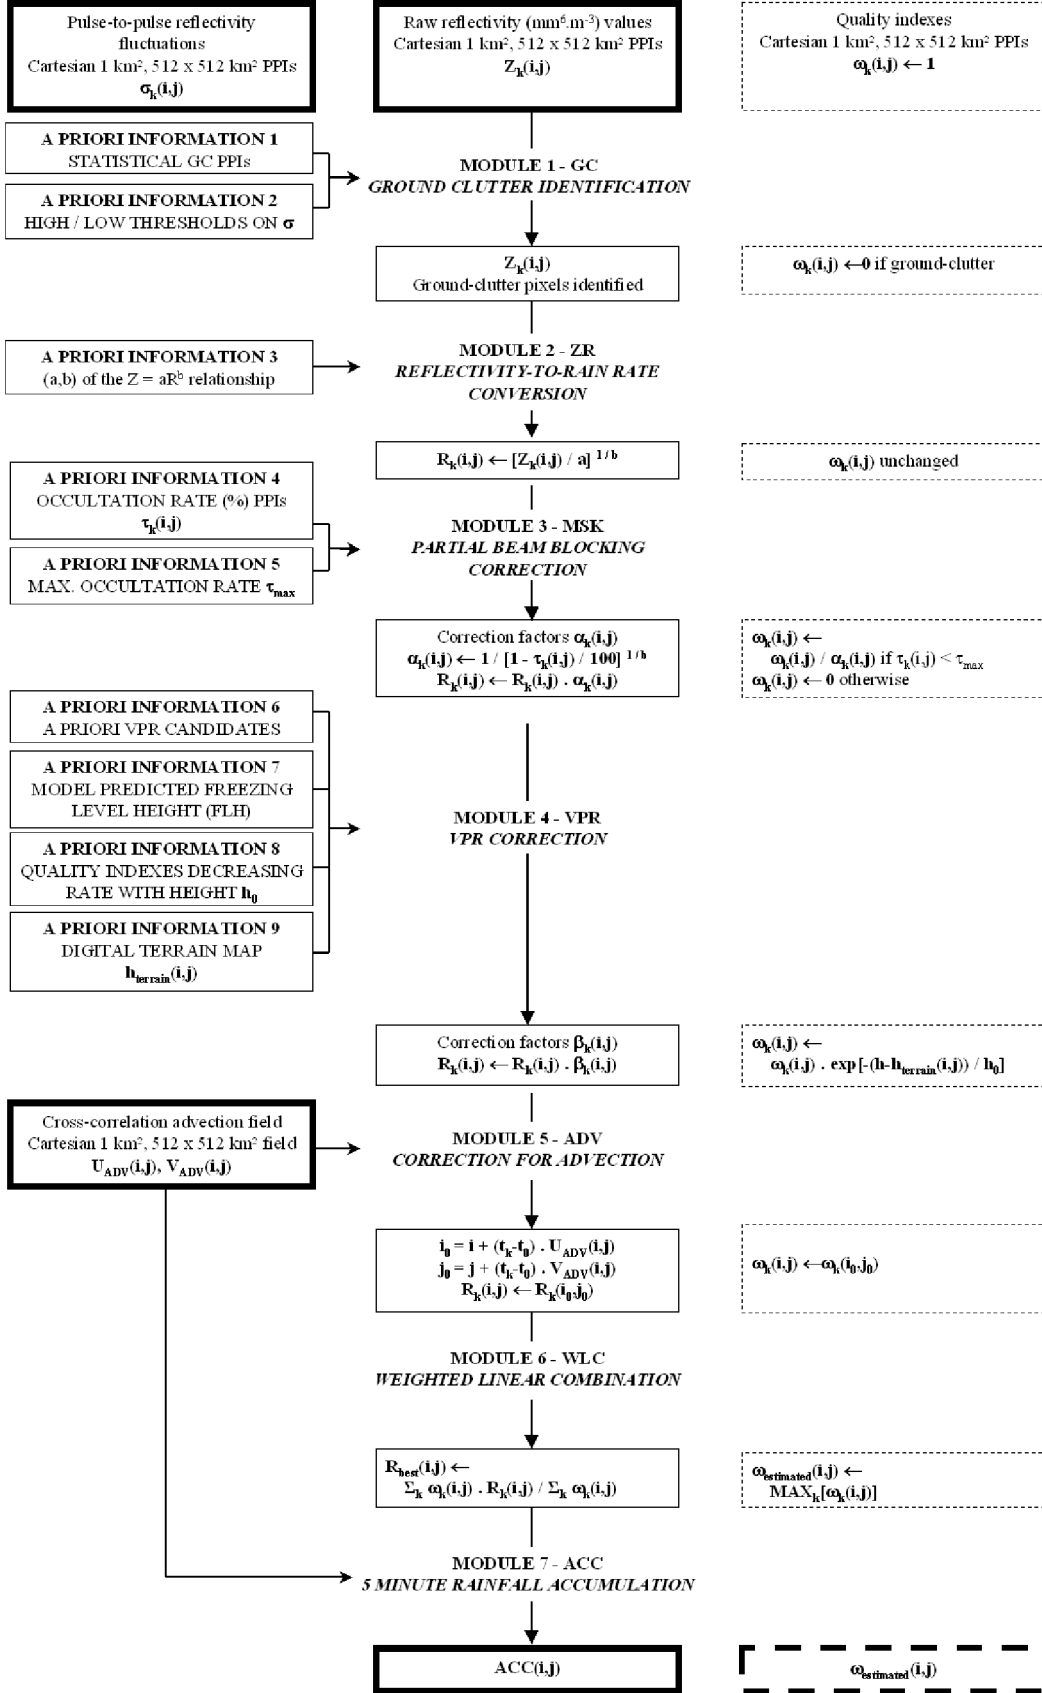 Pulse-to-pulse reflectivity
fluctuations
Cartesian 1 km², 512 x 512 km² PPIs
σk(i,j)
Raw reflectivity (mm⁶.m⁻³) values
Cartesian 1 km², 512 x 512 km² PPIs
Zk(i,j)
Quality indexes
Cartesian 1 km², 512 x 512 km² PPIs
ωk(i,j) ← 1
A PRIORI INFORMATION 1
STATISTICAL GC PPIs
A PRIORI INFORMATION 2
HIGH / LOW THRESHOLDS ON σ
MODULE 1 - GC
GROUND CLUTTER IDENTIFICATION
Zk(i,j)
Ground-clutter pixels identified
ωk(i,j) ←0 if ground-clutter
A PRIORI INFORMATION 3
(a,b) of the Z = aRᵇ relationship
MODULE 2 - ZR
REFLECTIVITY-TO-RAIN RATE
CONVERSION
Rk(i,j) ← [Zk(i,j) / a] 1 / b
ωk(i,j) unchanged
A PRIORI INFORMATION 4
OCCULTATION RATE (%) PPIs
τk(i,j)
A PRIORI INFORMATION 5
MAX. OCCULTATION RATE τmax
MODULE 3 - MSK
PARTIAL BEAM BLOCKING
CORRECTION
Correction factors αk(i,j)
αk(i,j) ← 1 / [1 - τk(i,j) / 100] 1 / b
Rk(i,j) ← Rk(i,j) . αk(i,j)
ωk(i,j) ←
ωk(i,j) / αk(i,j) if τk(i,j) < τmax
ωk(i,j) ← 0 otherwise
A PRIORI INFORMATION 6
A PRIORI VPR CANDIDATES
A PRIORI INFORMATION 7
MODEL PREDICTED FREEZING
LEVEL HEIGHT (FLH)
A PRIORI INFORMATION 8
QUALITY INDEXES DECREASING
RATE WITH HEIGHT h0
A PRIORI INFORMATION 9
DIGITAL TERRAIN MAP
hterrain(i,j)
MODULE 4 - VPR
VPR CORRECTION
Correction factors βk(i,j)
Rk(i,j) ← Rk(i,j) . βk(i,j)
ωk(i,j) ←
ωk(i,j) . exp[-(h-hterrain(i,j)) / h0]
Cross-correlation advection field
Cartesian 1 km², 512 x 512 km² field
UADV(i,j), VADV(i,j)
MODULE 5 - ADV
CORRECTION FOR ADVECTION
i0 = i + (tk-t0) . UADV(i,j)
j0 = j + (tk-t0) . VADV(i,j)
Rk(i,j) ← Rk(i0,j0)
ωk(i,j) ←ωk(i0,j0)
MODULE 6 - WLC
WEIGHTED LINEAR COMBINATION
Rbest(i,j) ←
Σk ωk(i,j) . Rk(i,j) / Σk ωk(i,j)
ωestimated(i,j) ←
MAXk[ωk(i,j)]
MODULE 7 - ACC
5 MINUTE RAINFALL ACCUMULATION
ACC(i,j)
ωestimated(i,j)